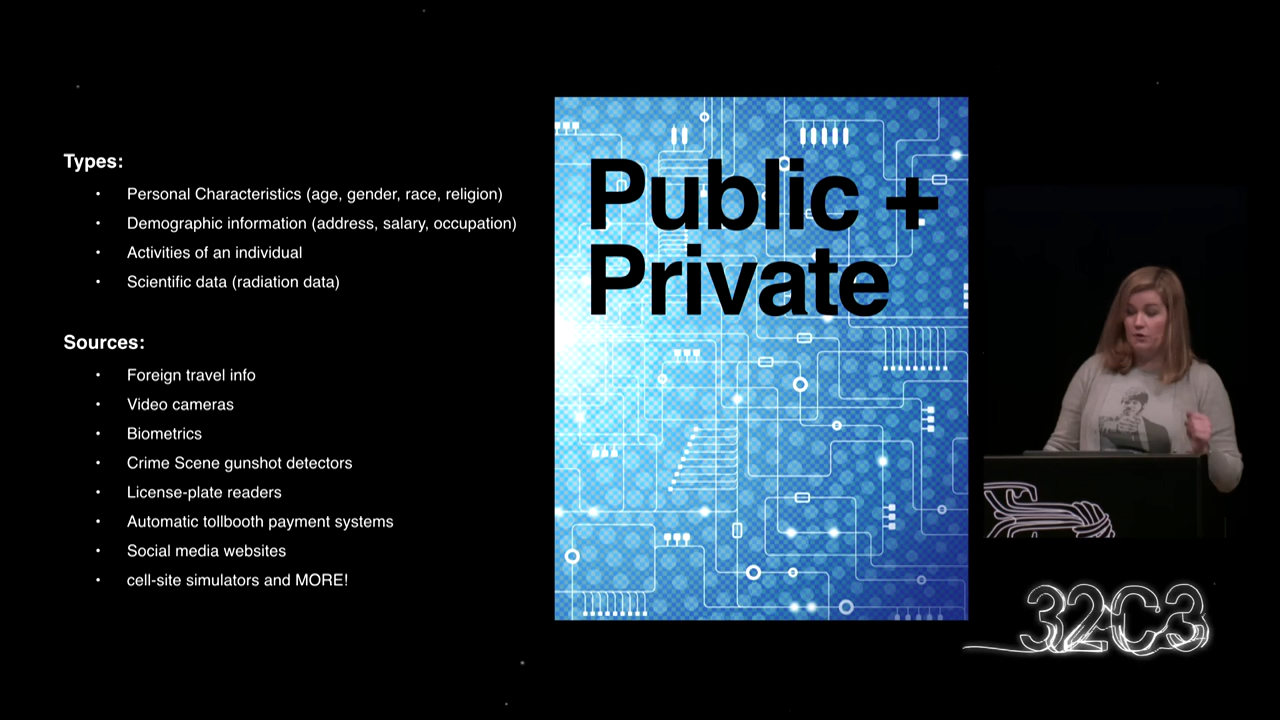 Types:
• Personal Characteristics (age, gender, race, religion)
• Demographic information (address, salary, occupation)
• Activities of an individual
• Scientific data (radiation data)
Sources:
• Foreign travel info
• Video cameras
• Biometrics
• Crime Scene gunshot detectors
• License-plate readers
• Automatic tollbooth payment systems
• Social media websites
• cell-site simulators and MORE!
Public +
Private
32C3